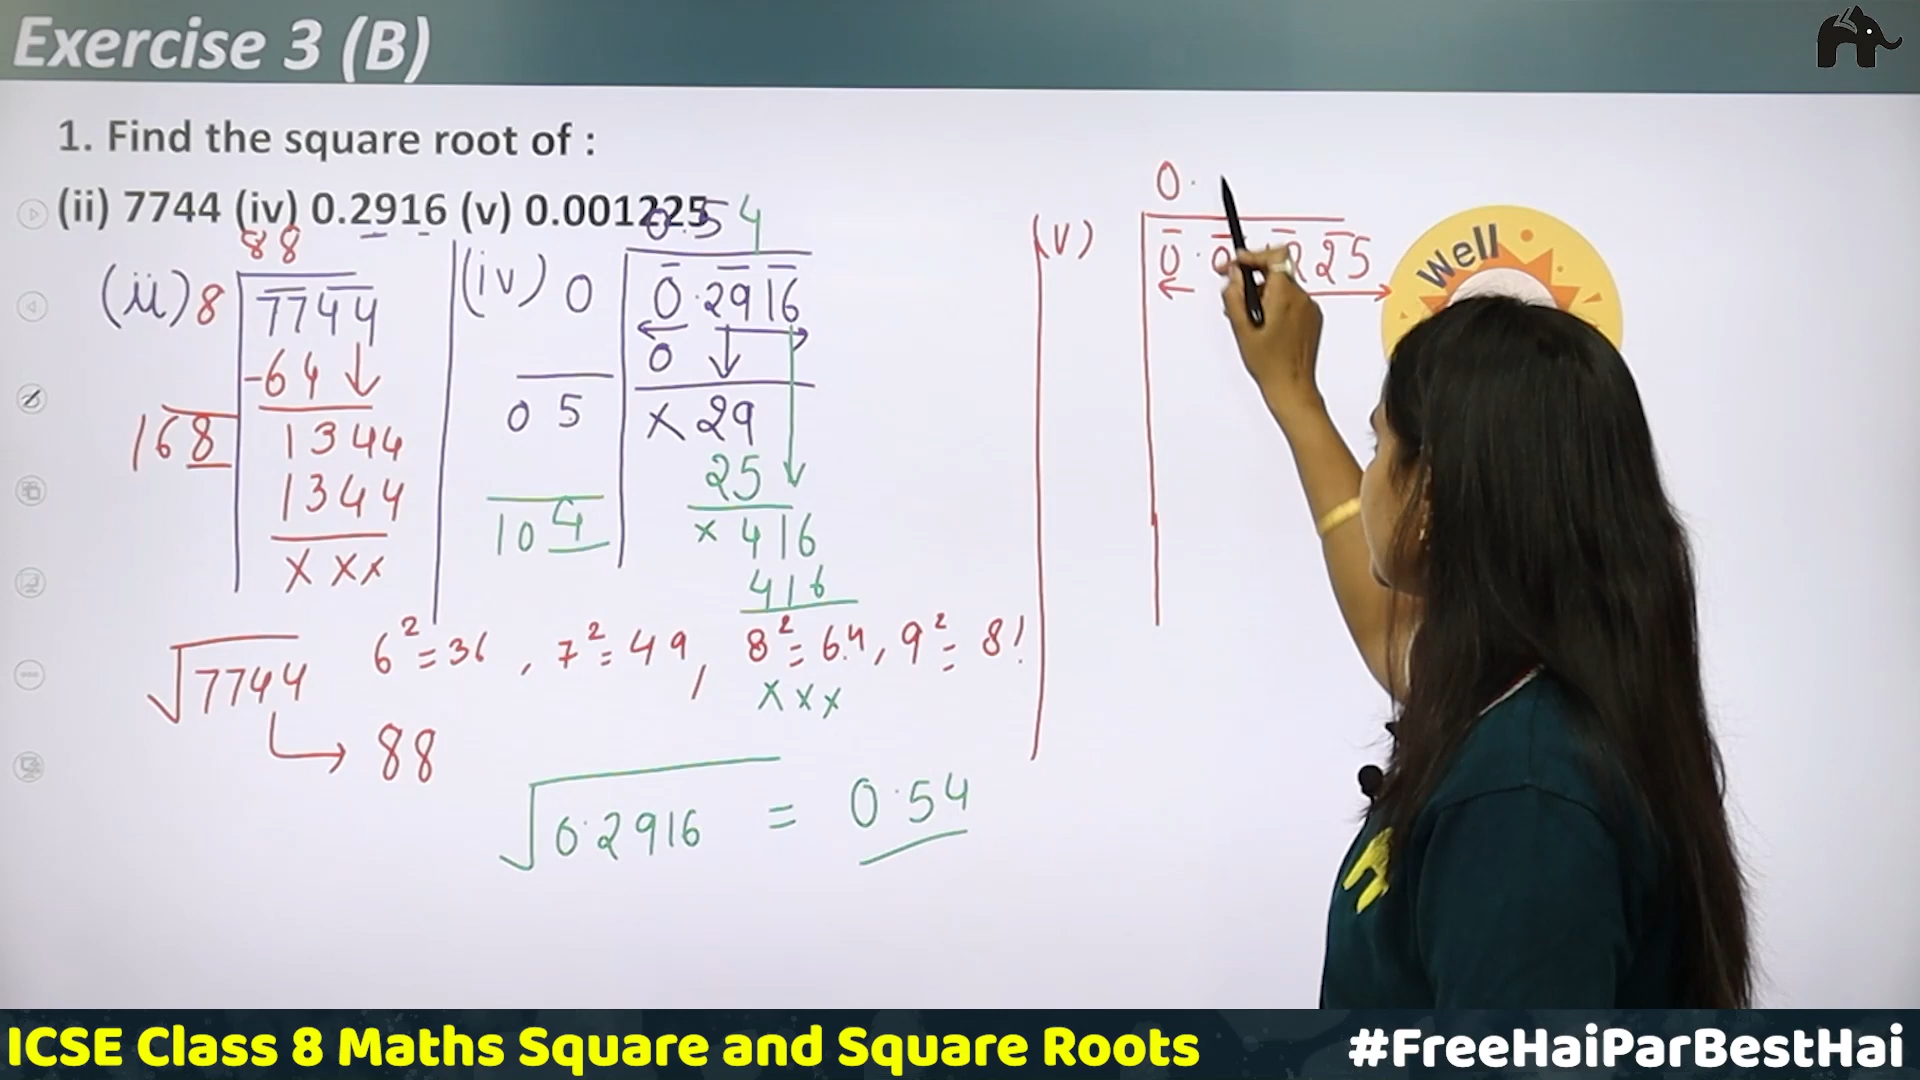 Exercise 3 (B)
1. Find the square root of :
(ii) 7744 (iv) 0.2916 (v) 0.001225
88
(ii) 8 7744
-64
168 1344
1344
x x x
√7744
88
0.54
(iv) 0 0.2916
0
05 x 29
25
104 x 416
416
6² = 36 , 7² = 49 , 8² = 64 , 9² = 81
x x x
√0.2916 = 0.54
0.
(v) 0.0 225
Well
ICSE Class 8 Maths Square and Square Roots
#FreeHaiParBestHai